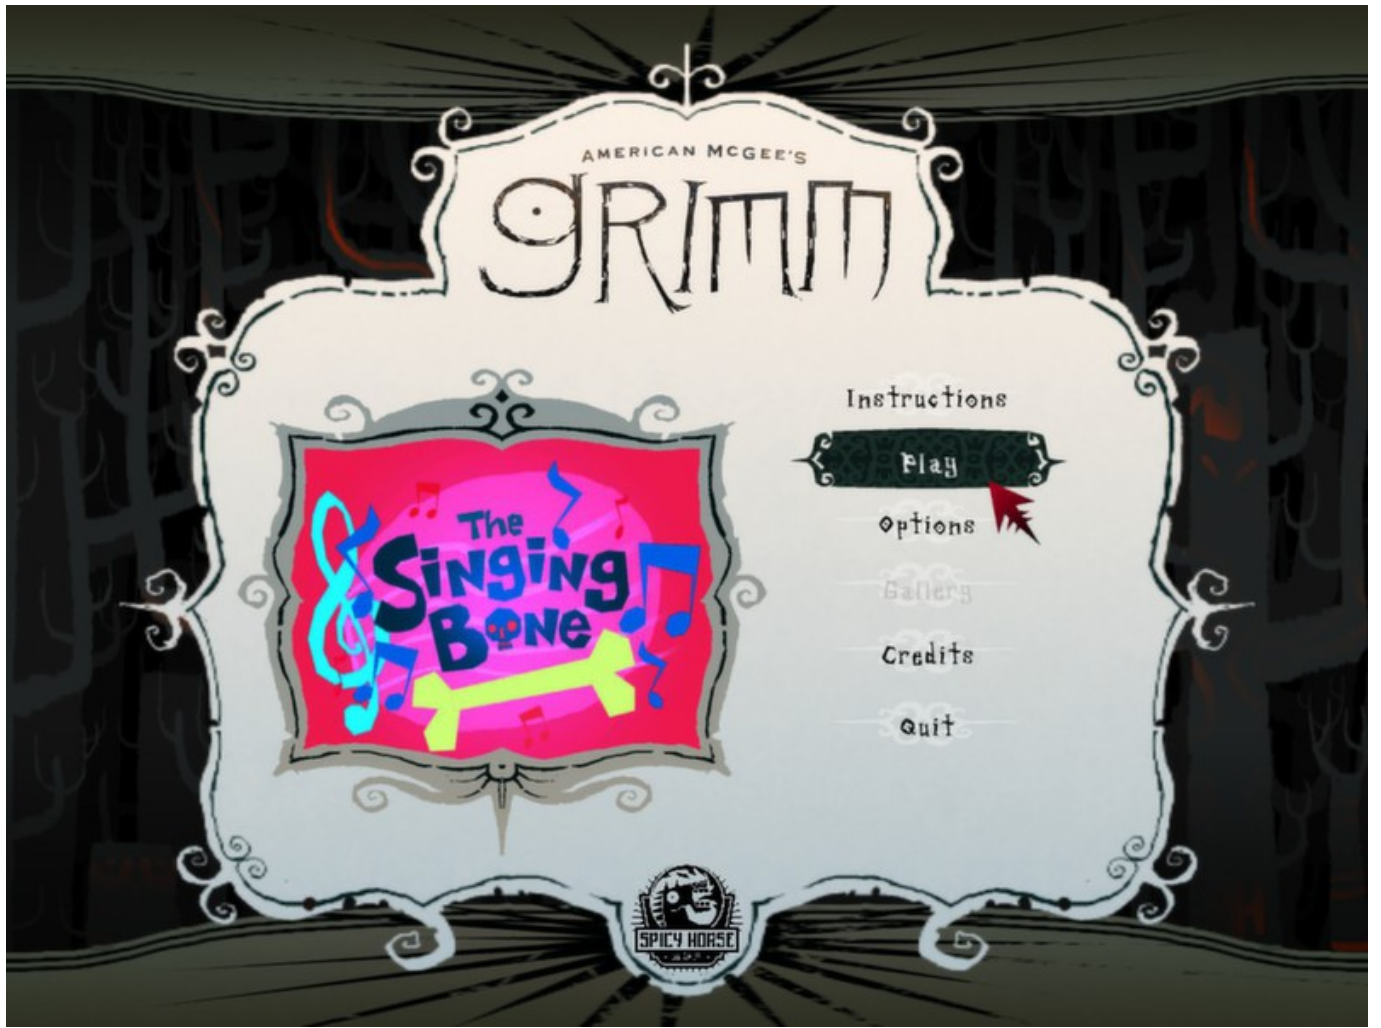 AMERICAN MCGEE'S
gRIMM
The
SiNgiNg
BoNe
Instructions
Play
Options
Gallery
Credits
Quit
SPICY HORSE